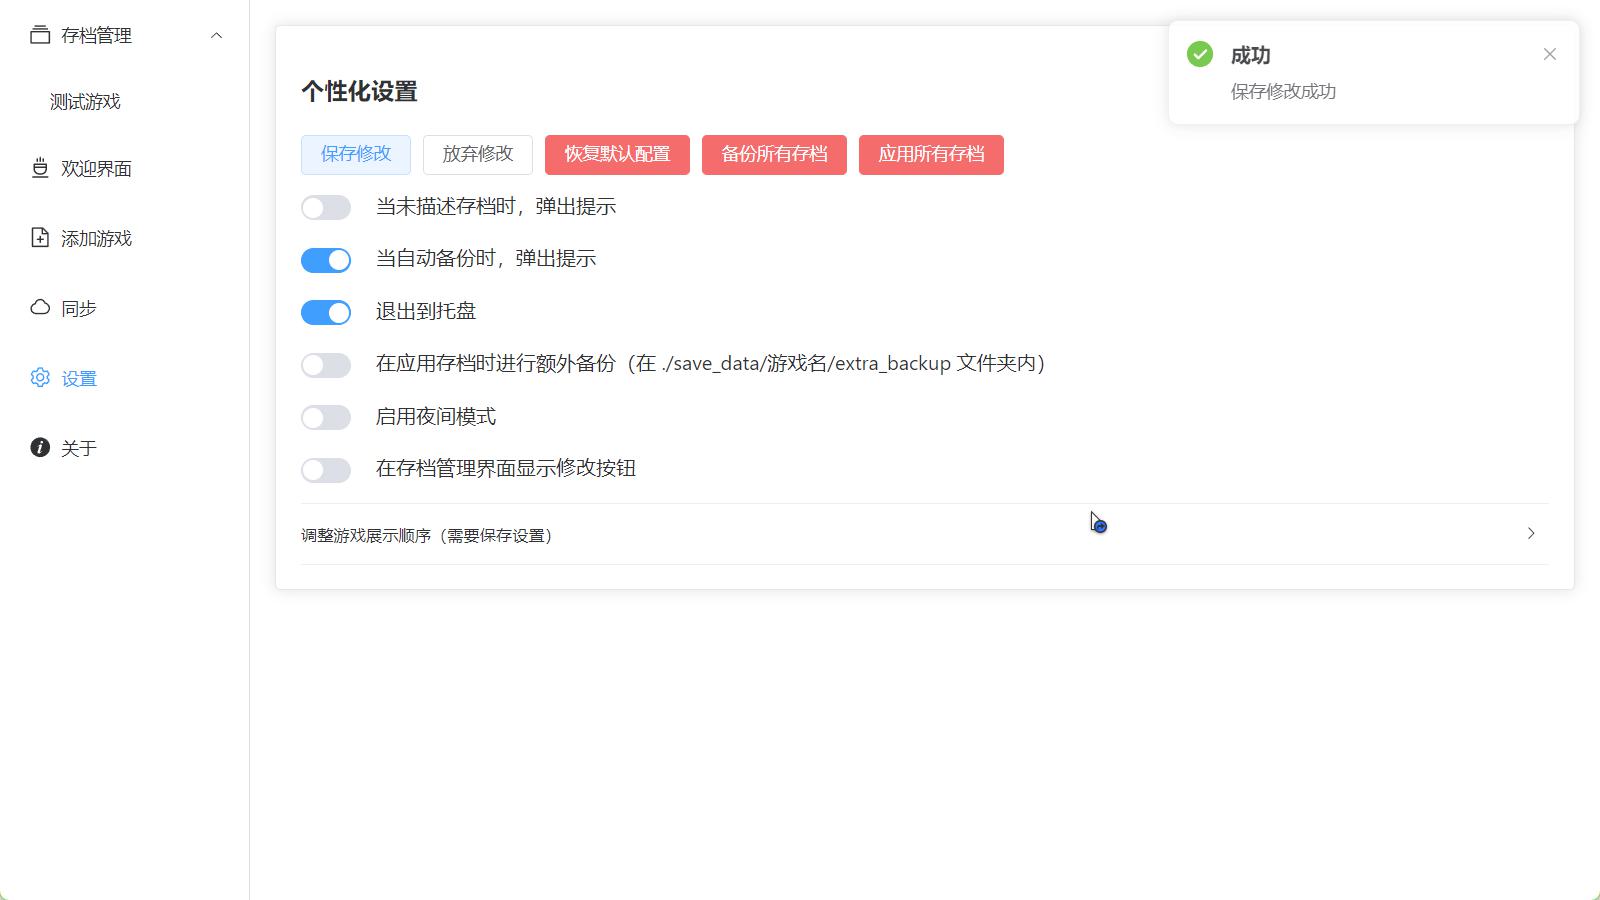 存档管理
测试游戏
欢迎界面
添加游戏
同步
设置
关于
成功
保存修改成功
个性化设置
保存修改 放弃修改 恢复默认配置 备份所有存档 应用所有存档
当未描述存档时，弹出提示
当自动备份时，弹出提示
退出到托盘
在应用存档时进行额外备份（在 ./save_data/游戏名/extra_backup 文件夹内）
启用夜间模式
在存档管理界面显示修改按钮
调整游戏展示顺序（需要保存设置）